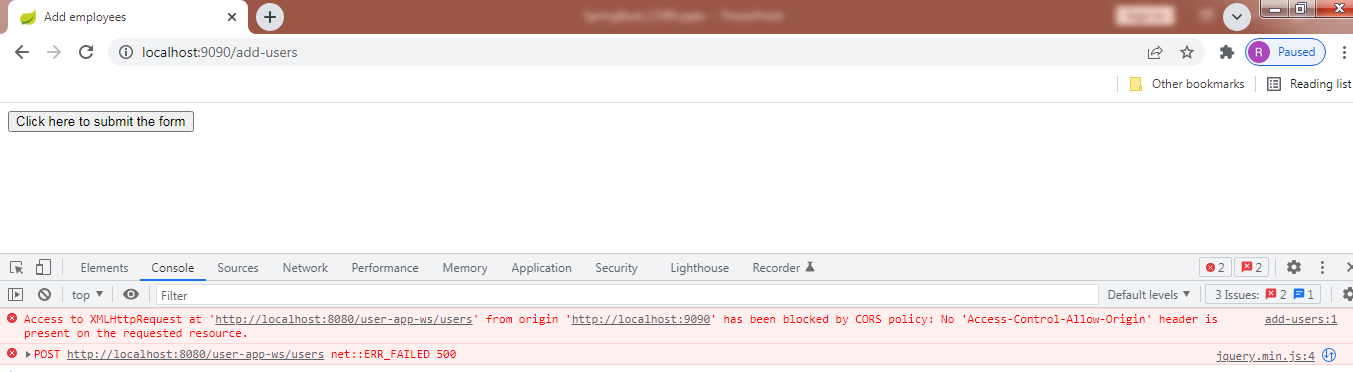 Add employees
SpringBoot_CORS.pptx - PowerPoint
localhost:9090/add-users
R Paused
Other bookmarks Reading list
Click here to submit the form
Elements Console Sources Network Performance Memory Application Security Lighthouse Recorder 2 2
top Filter Default levels 3 Issues: 2 1
Access to XMLHttpRequest at 'http://localhost:8080/user-app-ws/users' from origin 'http://localhost:9090' has been blocked by CORS policy: No 'Access-Control-Allow-Origin' header is add-users:1
present on the requested resource.
POST http://localhost:8080/user-app-ws/users net::ERR_FAILED 500 jquery.min.js:4